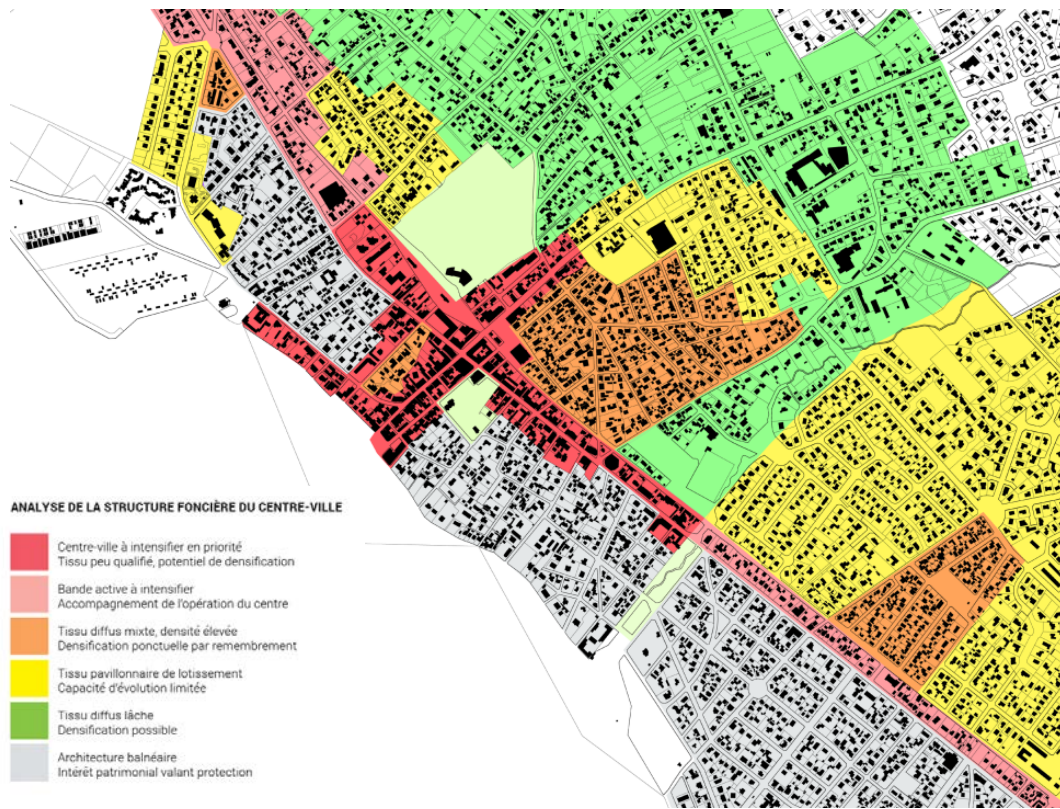 ANALYSE DE LA STRUCTURE FONCIÈRE DU CENTRE-VILLE
Centre-ville à intensifier en priorité
Tissu peu qualifié, potentiel de densification
Bande active à intensifier
Accompagnement de l'opération du centre
Tissu diffus mixte, densité élevée
Densification ponctuelle par remembrement
Tissu pavillonnaire de lotissement
Capacité d'évolution limitée
Tissu diffus lâche
Densification possible
Architecture balnéaire
Intérêt patrimonial valant protection